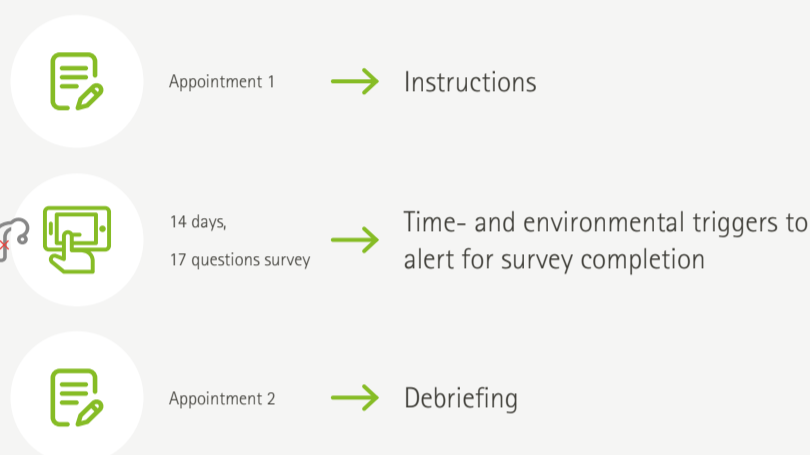 Appointment 1
Instructions
14 days,
17 questions survey
Time- and environmental triggers to
alert for survey completion
Appointment 2
Debriefing